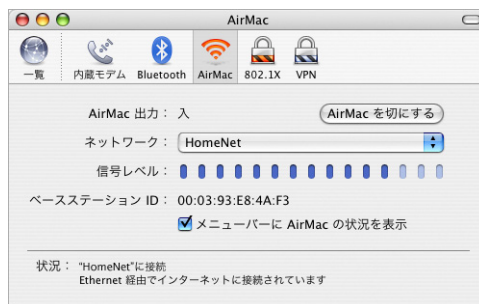 AirMac
一覧 内蔵モデム Bluetooth AirMac 802.1X VPN
AirMac 出力： 入 AirMac を切にする
ネットワーク： HomeNet
信号レベル：
ベースステーション ID： 00:03:93:E8:4A:F3
メニューバーに AirMac の状況を表示
状況： "HomeNet"に接続
Ethernet 経由でインターネットに接続されています